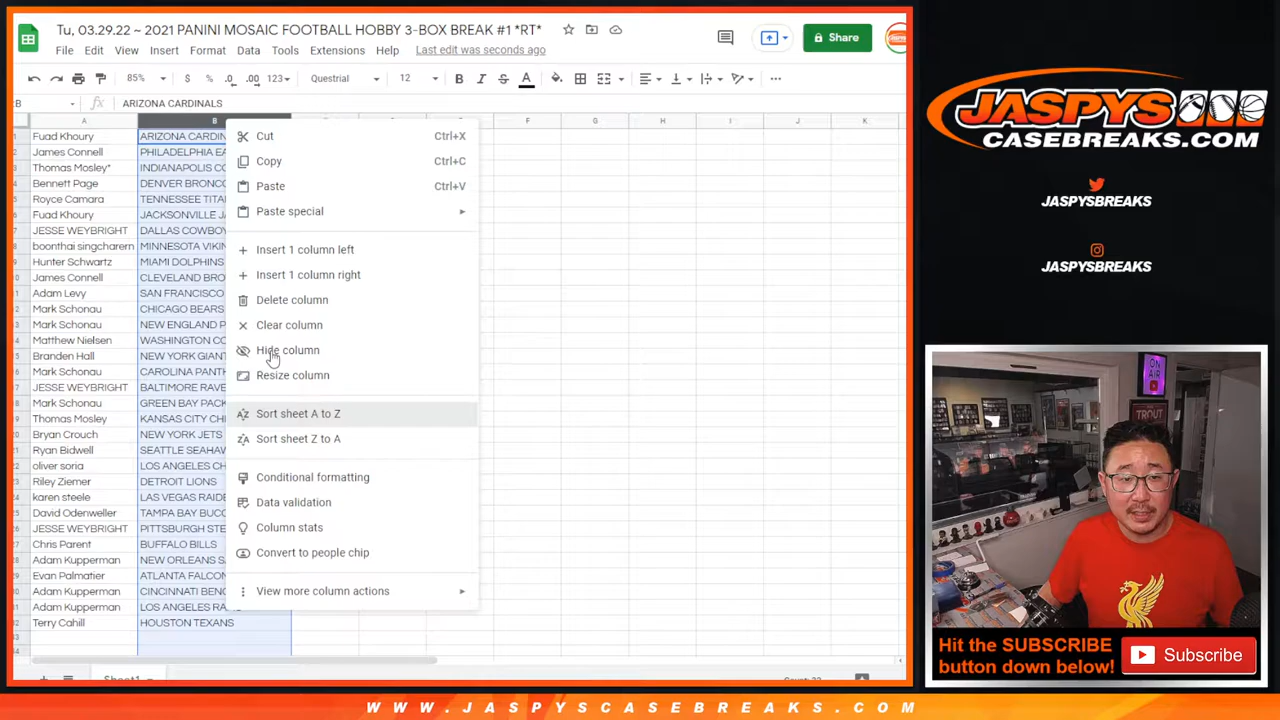 Tu, 03.29.22 ~ 2021 PANINI MOSAIC FOOTBALL HOBBY 3-BOX BREAK #1 *RT*
File Edit View Insert Format Data Tools Extensions Help Last edit was seconds ago
Share
85% $ % .0 .00 123 Questrial 12 B I S A
B fx ARIZONA CARDINALS
A B F G H I J K
Fuad Khoury ARIZONA CARDIN
James Connell PHILADELPHIA EA
Thomas Mosley* INDIANAPOLIS CO
Bennett Page DENVER BRONCO
Royce Camara TENNESSEE TITA
Fuad Khoury JACKSONVILLE J
JESSE WEYBRIGHT DALLAS COWBOY
boonthai singcharern MINNESOTA VIKIN
Hunter Schwartz MIAMI DOLPHINS
James Connell CLEVELAND BRO
Adam Levy SAN FRANCISCO
Mark Schonau CHICAGO BEARS
Mark Schonau NEW ENGLAND P
Matthew Nielsen WASHINGTON CO
Branden Hall NEW YORK GIANT
Mark Schonau CAROLINA PANTH
JESSE WEYBRIGHT BALTIMORE RAVE
Mark Schonau GREEN BAY PACK
Thomas Mosley KANSAS CITY CHI
Bryan Crouch NEW YORK JETS
Ryan Bidwell SEATTLE SEAHAW
oliver soria LOS ANGELES CH
Riley Ziemer DETROIT LIONS
karen steele LAS VEGAS RAIDE
David Odenweller TAMPA BAY BUCC
JESSE WEYBRIGHT PITTSBURGH STE
Chris Parent BUFFALO BILLS
Adam Kupperman NEW ORLEANS S
Evan Palmatier ATLANTA FALCON
Adam Kupperman CINCINNATI BENG
Adam Kupperman LOS ANGELES RA
Terry Cahill HOUSTON TEXANS
Cut Ctrl+X
Copy Ctrl+C
Paste Ctrl+V
Paste special
Insert 1 column left
Insert 1 column right
Delete column
Clear column
Hide column
Resize column
Sort sheet A to Z
Sort sheet Z to A
Conditional formatting
Data validation
Column stats
Convert to people chip
View more column actions
Sheet1
JASPYS
CASEBREAKS.COM
JASPYSBREAKS
JASPYSBREAKS
ON AIR
TROUT
Hit the SUBSCRIBE
button down below!
Subscribe
WWW.JASPYSCASEBREAKS.COM